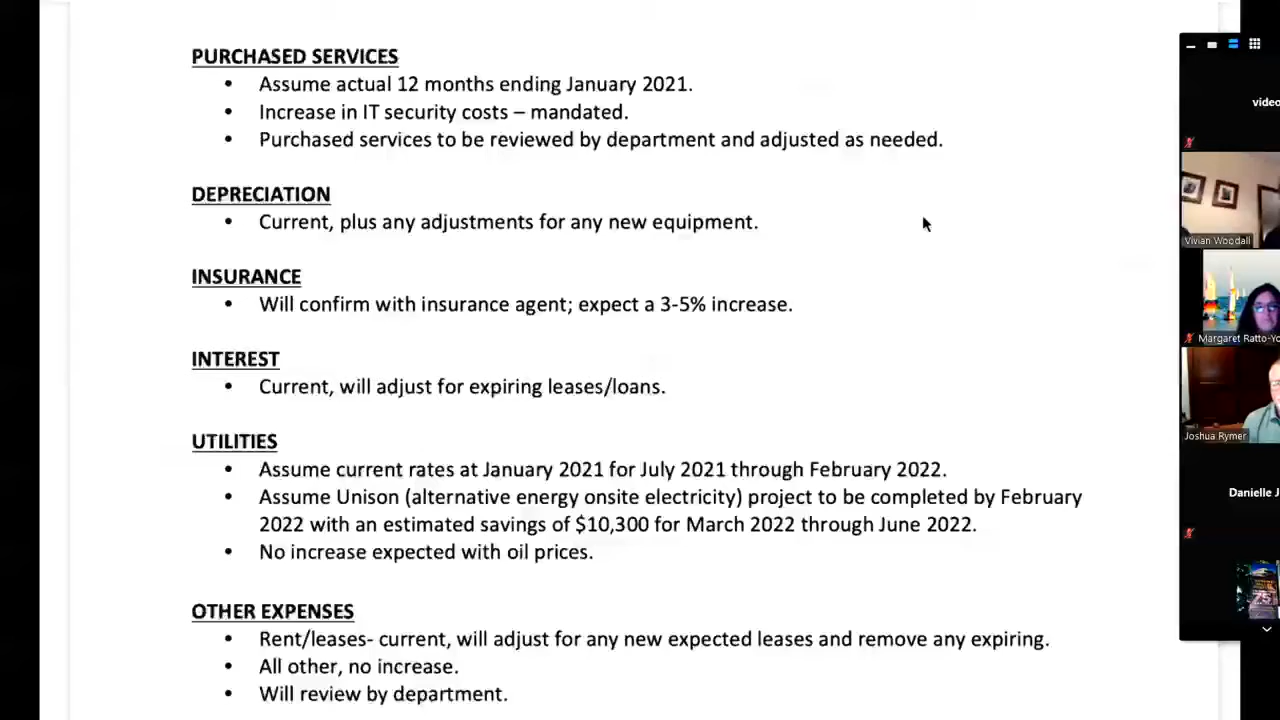 PURCHASED SERVICES
• Assume actual 12 months ending January 2021.
• Increase in IT security costs – mandated.
• Purchased services to be reviewed by department and adjusted as needed.
DEPRECIATION
• Current, plus any adjustments for any new equipment.
INSURANCE
• Will confirm with insurance agent; expect a 3-5% increase.
INTEREST
• Current, will adjust for expiring leases/loans.
UTILITIES
• Assume current rates at January 2021 for July 2021 through February 2022.
• Assume Unison (alternative energy onsite electricity) project to be completed by February
2022 with an estimated savings of $10,300 for March 2022 through June 2022.
• No increase expected with oil prices.
OTHER EXPENSES
• Rent/leases- current, will adjust for any new expected leases and remove any expiring.
• All other, no increase.
• Will review by department.
video
Vivian Woodall
Margaret Ratto-Yo
Joshua Rymer
Danielle J
75